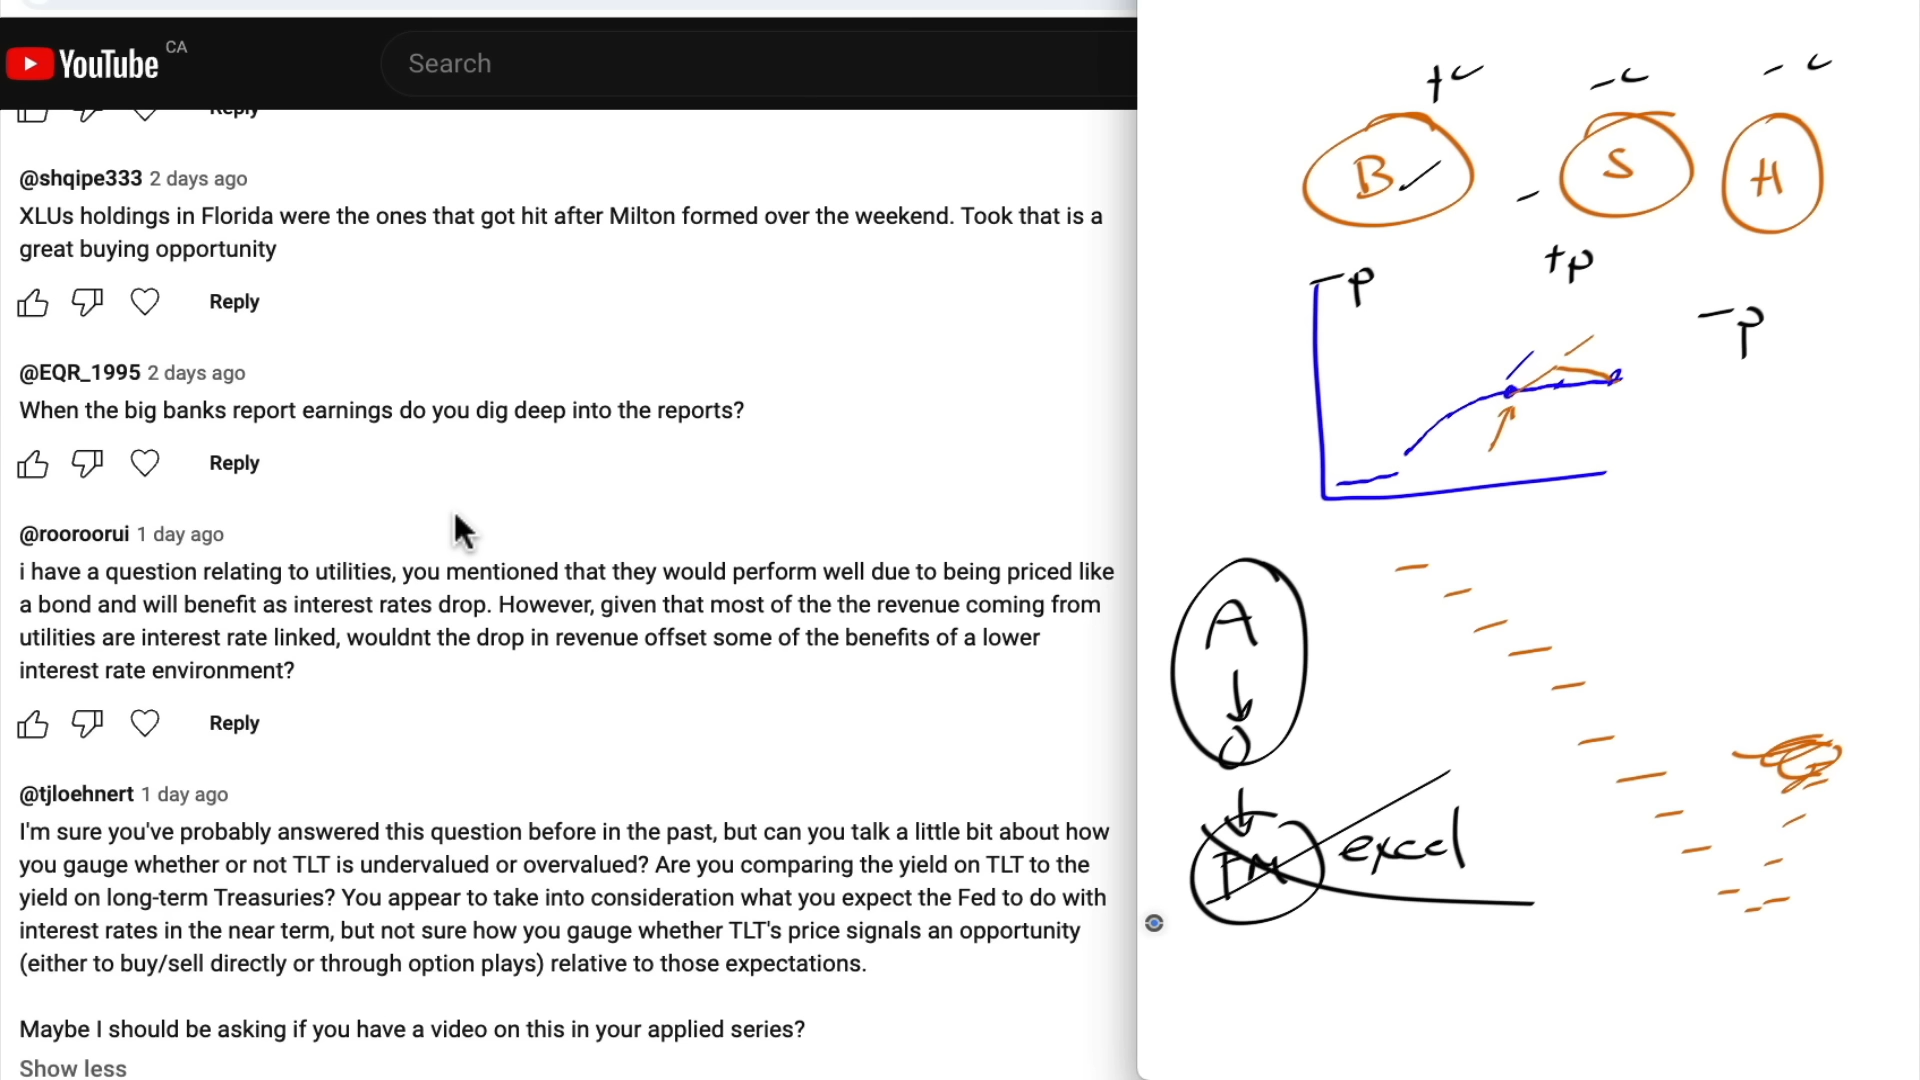 YouTube CA
Search
Reply
@shqipe333 2 days ago
XLUs holdings in Florida were the ones that got hit after Milton formed over the weekend. Took that is a
great buying opportunity
Reply
@EQR_1995 2 days ago
When the big banks report earnings do you dig deep into the reports?
Reply
@rooroorui 1 day ago
i have a question relating to utilities, you mentioned that they would perform well due to being priced like
a bond and will benefit as interest rates drop. However, given that most of the the revenue coming from
utilities are interest rate linked, wouldnt the drop in revenue offset some of the benefits of a lower
interest rate environment?
Reply
@tjloehnert 1 day ago
I'm sure you've probably answered this question before in the past, but can you talk a little bit about how
you gauge whether or not TLT is undervalued or overvalued? Are you comparing the yield on TLT to the
yield on long-term Treasuries? You appear to take into consideration what you expect the Fed to do with
interest rates in the near term, but not sure how you gauge whether TLT's price signals an opportunity
(either to buy/sell directly or through option plays) relative to those expectations.
Maybe I should be asking if you have a video on this in your applied series?
Show less
+c -c -c
B S H
-P +P -P
A
O
PM excel